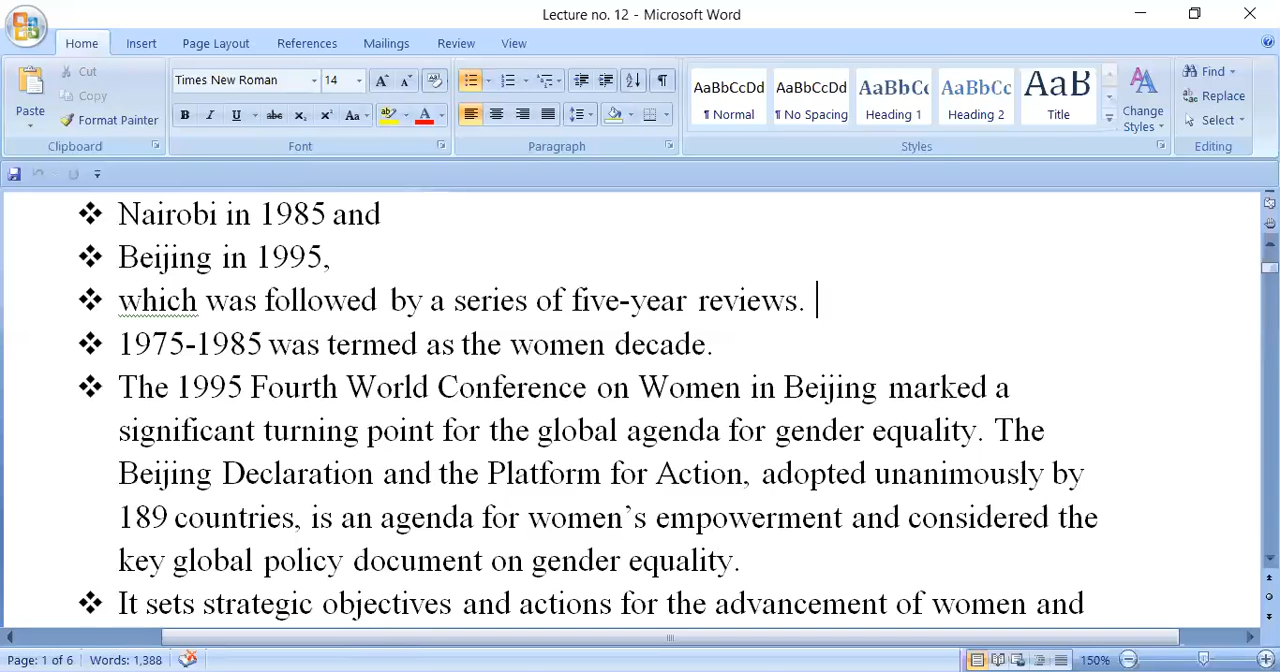 Lecture no. 12 - Microsoft Word
Home Insert Page Layout References Mailings Review View
Paste
Cut
Copy
Format Painter
Clipboard
Times New Roman 14
B I U abc x₂ x² Aa
Font
Paragraph
AaBbCcDd AaBbCcDd AaBbCc AaBbCc AaB
¶ Normal ¶ No Spacing Heading 1 Heading 2 Title
Change
Styles
Styles
Find
Replace
Select
Editing
❖ Nairobi in 1985 and
❖ Beijing in 1995,
❖ which was followed by a series of five-year reviews.
❖ 1975-1985 was termed as the women decade.
❖ The 1995 Fourth World Conference on Women in Beijing marked a
significant turning point for the global agenda for gender equality. The
Beijing Declaration and the Platform for Action, adopted unanimously by
189 countries, is an agenda for women’s empowerment and considered the
key global policy document on gender equality.
❖ It sets strategic objectives and actions for the advancement of women and
Page: 1 of 6 Words: 1,388 150%